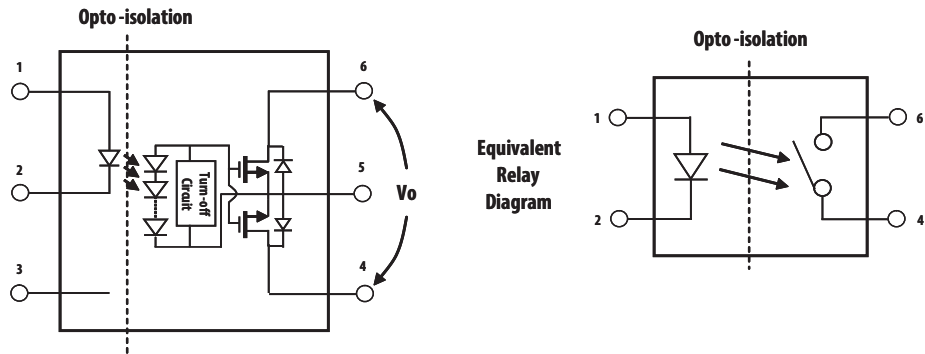 Opto-isolation
1
2
3
Turn-off
Circuit
6
5
4
Vo
Equivalent
Relay
Diagram
Opto-isolation
1
2
6
4